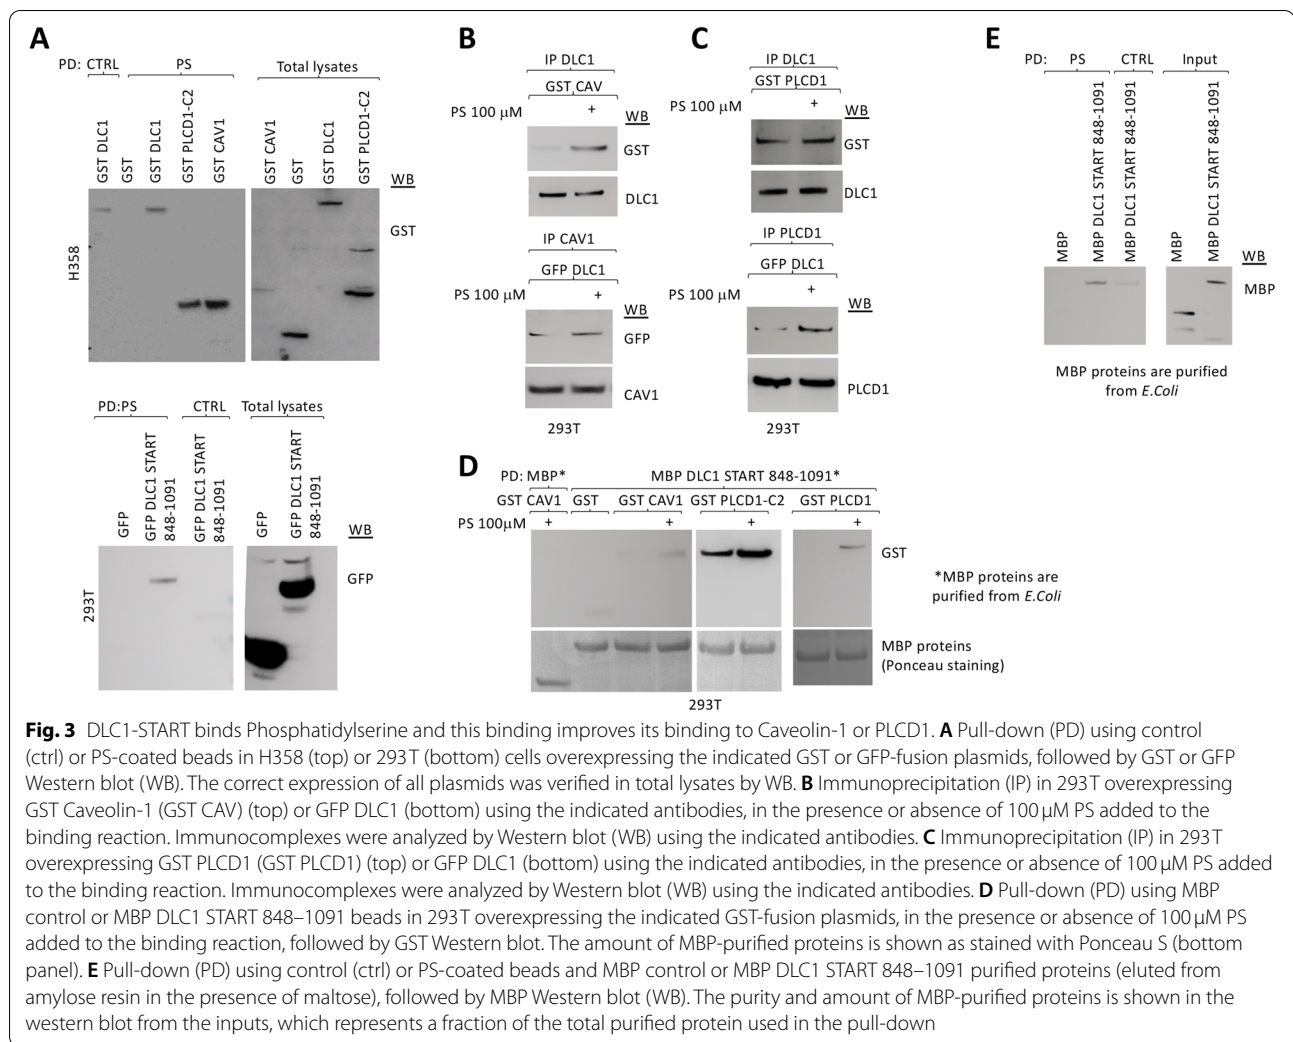 A
PD: CTRL PS Total lysates
GST DLC1
GST
GST DLC1
GST PLCD1-C2
GST CAV1
GST CAV1
GST
GST DLC1
GST PLCD1-C2
WB
GST
H358
PD:PS CTRL Total lysates
GFP
GFP DLC1 START
848-1091
GFP DLC1 START
848-1091
GFP
GFP DLC1 START
848-1091
WB
GFP
293T
B
IP DLC1
GST CAV
PS 100 μM +
WB
GST
DLC1
IP CAV1
GFP DLC1
PS 100 μM +
WB
GFP
CAV1
293T
C
IP DLC1
GST PLCD1
PS 100 μM +
WB
GST
DLC1
IP PLCD1
GFP DLC1
PS 100 μM +
WB
GFP
PLCD1
293T
D
PD: MBP* MBP DLC1 START 848-1091*
GST CAV1 GST GST CAV1 GST PLCD1-C2 GST PLCD1
PS 100μM + + + +
GST
*MBP proteins are
purified from E.Coli
MBP proteins
(Ponceau staining)
293T
E
PD: PS CTRL Input
MBP
MBP DLC1 START 848-1091
MBP DLC1 START 848-1091
MBP
MBP DLC1 START 848-1091
WB
MBP
MBP proteins are purified
from E.Coli
Fig. 3 DLC1-START binds Phosphatidylserine and this binding improves its binding to Caveolin-1 or PLCD1. A Pull-down (PD) using control
(ctrl) or PS-coated beads in H358 (top) or 293T (bottom) cells overexpressing the indicated GST or GFP-fusion plasmids, followed by GST or GFP
Western blot (WB). The correct expression of all plasmids was verified in total lysates by WB. B Immunoprecipitation (IP) in 293T overexpressing
GST Caveolin-1 (GST CAV) (top) or GFP DLC1 (bottom) using the indicated antibodies, in the presence or absence of 100 μM PS added to the
binding reaction. Immunocomplexes were analyzed by Western blot (WB) using the indicated antibodies. C Immunoprecipitation (IP) in 293T
overexpressing GST PLCD1 (GST PLCD1) (top) or GFP DLC1 (bottom) using the indicated antibodies, in the presence or absence of 100 μM PS added
to the binding reaction. Immunocomplexes were analyzed by Western blot (WB) using the indicated antibodies. D Pull-down (PD) using MBP
control or MBP DLC1 START 848–1091 beads in 293T overexpressing the indicated GST-fusion plasmids, in the presence or absence of 100 μM PS
added to the binding reaction, followed by GST Western blot. The amount of MBP-purified proteins is shown as stained with Ponceau S (bottom
panel). E Pull-down (PD) using control (ctrl) or PS-coated beads and MBP control or MBP DLC1 START 848–1091 purified proteins (eluted from
amylose resin in the presence of maltose), followed by MBP Western blot (WB). The purity and amount of MBP-purified proteins is shown in the
western blot from the inputs, which represents a fraction of the total purified protein used in the pull-down